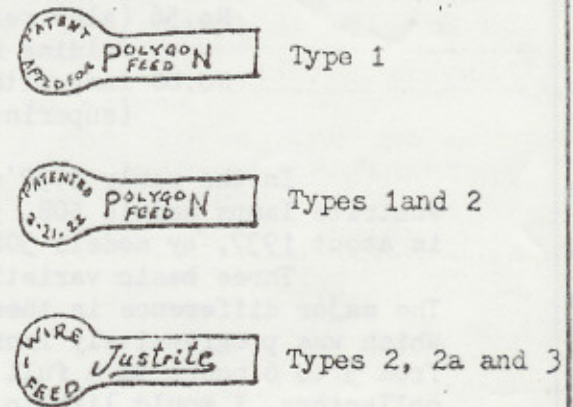 PATENT
APPLD FOR
POLYGON
FEED
Type 1
PATENTED
2-21-22
POLYGON
FEED
Types 1and 2
WIRE
-
FEED
Justrite
Types 2, 2a and 3